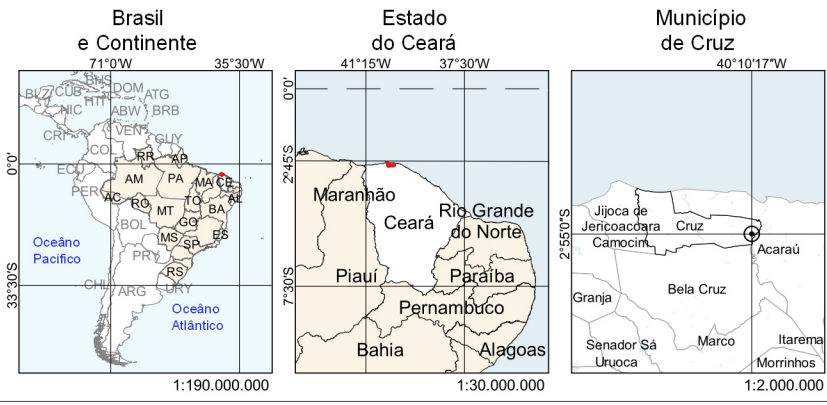 Brasil
e Continente
71°0'W
35°30'W
0°0'
33°30'S
BHS
BLZ
CUB
DOM
ATG
HTI
NIC
ABW
BRB
CRI
VEN
GUY
COL
RR
AP
ECU
AM
PA
MA
CE
PER
AC
RO
TO
AL
MT
BA
BOL
GO
MS
ES
SP
PRY
RS
CHL
ARG
URY
Oceâno
Pacífico
Oceâno
Atlântico
1:190.000.000
Estado
do Ceará
41°15'W
37°30'W
0°0'
2°45'S
7°30'S
Maranhão
Ceará
Rio Grande
do Norte
Piauí
Paraíba
Pernambuco
Bahia
Alagoas
1:30.000.000
Município
de Cruz
40°10'17"W
2°55'0"S
Jijoca de
Jericoacoara
Cruz
Camocim
Acaraú
Bela Cruz
Granja
Senador Sá
Marco
Itarema
Uruoca
Morrinhos
1:2.000.000